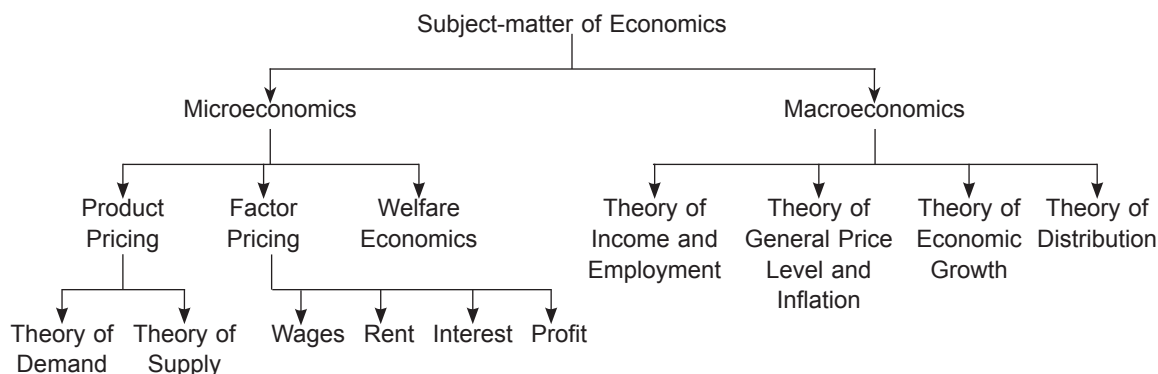 Subject-matter of Economics
Microeconomics
Macroeconomics
Product
Pricing
Factor
Pricing
Welfare
Economics
Theory of
Income and
Employment
Theory of
General Price
Level and
Inflation
Theory of
Economic
Growth
Theory of
Distribution
Theory of
Demand
Theory of
Supply
Wages
Rent
Interest
Profit